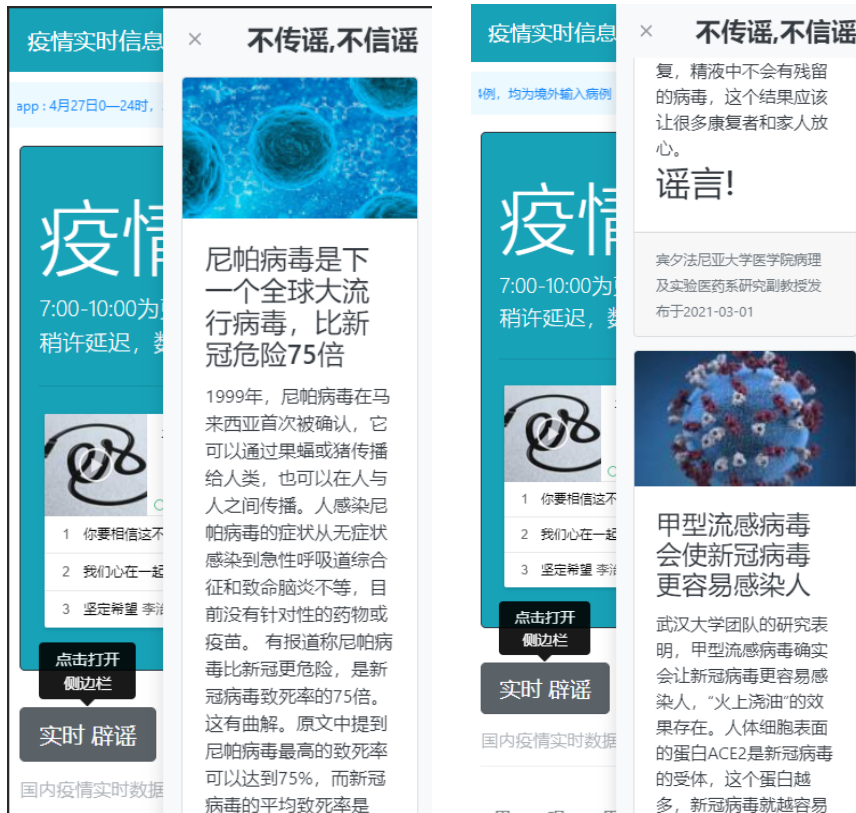 疫情实时信息
×
不传谣,不信谣
app : 4月27日0—24时,
疫情
7:00-10:00为
稍许延迟，数
1 你要相信这不
2 我们心在一起
3 坚定希望 李治
点击打开
侧边栏
实时 辟谣
国内疫情实时数据
尼帕病毒是下
一个全球大流
行病毒，比新
冠危险75倍
1999年，尼帕病毒在马
来西亚首次被确认，它
可以通过果蝠或猪传播
给人类，也可以在人与
人之间传播。人感染尼
帕病毒的症状从无症状
感染到急性呼吸道综合
征和致命脑炎不等，目
前没有针对性的药物或
疫苗。 有报道称尼帕病
毒比新冠更危险，是新
冠病毒致死率的75倍。
这有曲解。原文中提到
尼帕病毒最高的致死率
可以达到75%，而新冠
病毒的平均致死率是
疫情实时信息
×
不传谣,不信谣
例，均为境外输入病例
疫情
7:00-10:00为
稍许延迟，数
1 你要相信这不
2 我们心在一起
3 坚定希望 李治
点击打开
侧边栏
实时 辟谣
国内疫情实时数据
复，精液中不会有残留
的病毒，这个结果应该
让很多康复者和家人放
心。
谣言!
宾夕法尼亚大学医学院病理
及实验医药系研究副教授发
布于2021-03-01
甲型流感病毒
会使新冠病毒
更容易感染人
武汉大学团队的研究表
明，甲型流感病毒确实
会让新冠病毒更容易感
染人，“火上浇油“的效
果存在。人体细胞表面
的蛋白ACE2是新冠病毒
的受体，这个蛋白越
多，新冠病毒就越容易